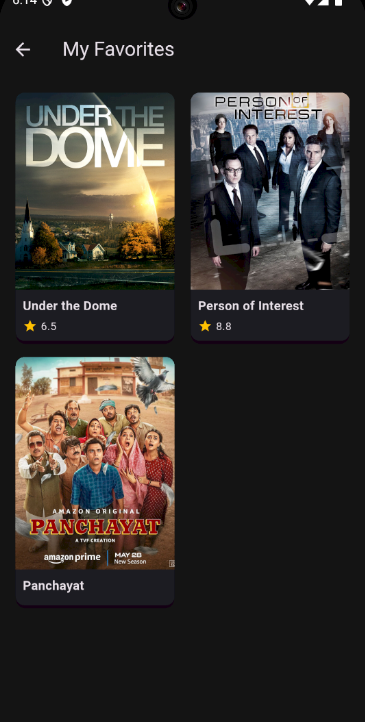 6:14
My Favorites
UNDER THE
DOME
PERSON OF
INTEREST
Under the Dome
6.5
Person of Interest
8.8
AMAZON ORIGINAL
PANCHAYAT
A TVF CREATION
amazon prime
MAY 28
New Season
Panchayat